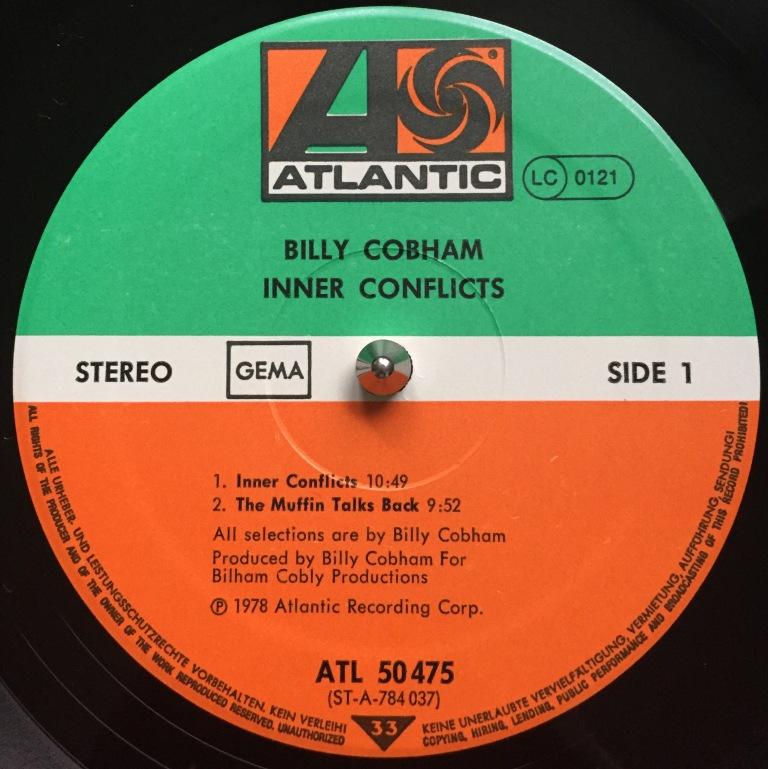 ATLANTIC
®
LC 0121
BILLY COBHAM
INNER CONFLICTS
STEREO GEMA SIDE 1
1. Inner Conflicts 10:49
2. The Muffin Talks Back 9:52
All selections are by Billy Cobham
Produced by Billy Cobham For
Bilham Cobly Productions
℗ 1978 Atlantic Recording Corp.
ATL 50 475
(ST-A-784 037)
33
ALLE URHEBER- UND LEISTUNGSSCHUTZRECHTE VORBEHALTEN. KEIN VERLEIH! KEINE UNERLAUBTE VERVIELFÄLTIGUNG, VERMIETUNG, AUFFÜHRUNG, SENDUNG!
ALL RIGHTS OF THE PRODUCER AND OF THE OWNER OF THE WORK REPRODUCED RESERVED. UNAUTHORIZED COPYING, HIRING, LENDING, PUBLIC PERFORMANCE AND BROADCASTING OF THIS RECORD PROHIBITED!